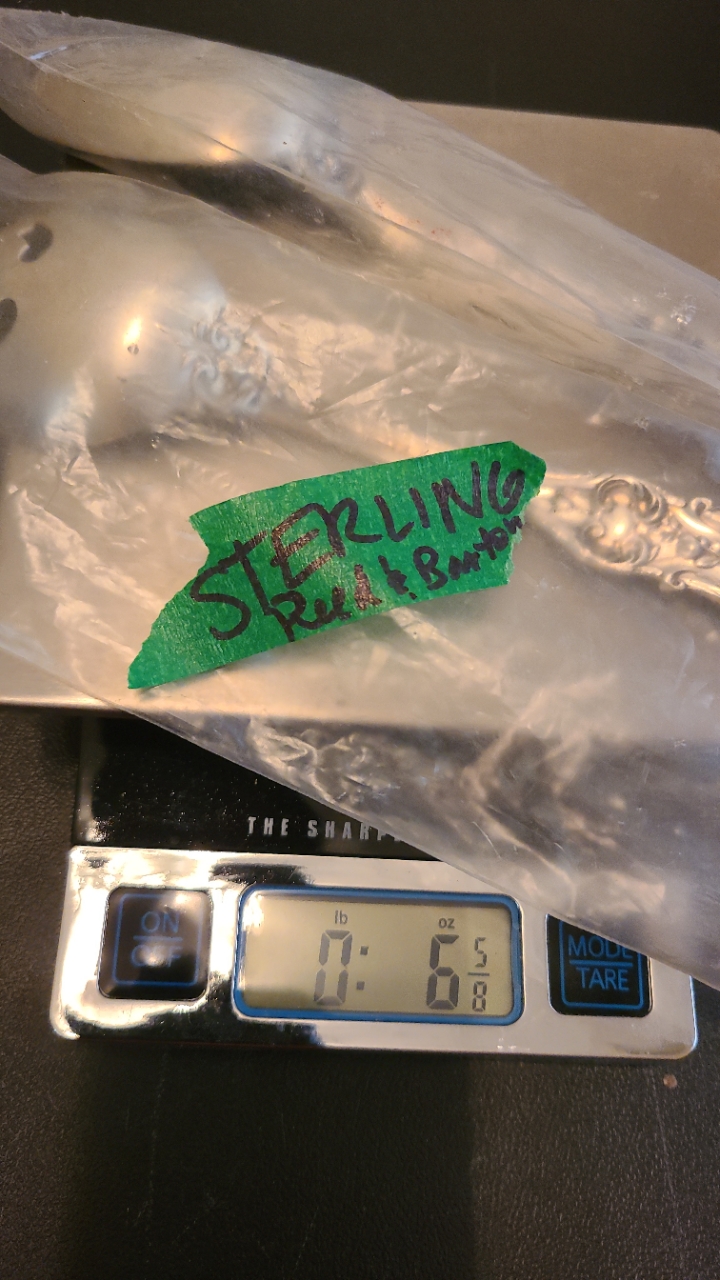 STERLING
Reed & Barton
THE SHARP
ON
OFF
lb oz
0: 6 5/8
MODE
TARE